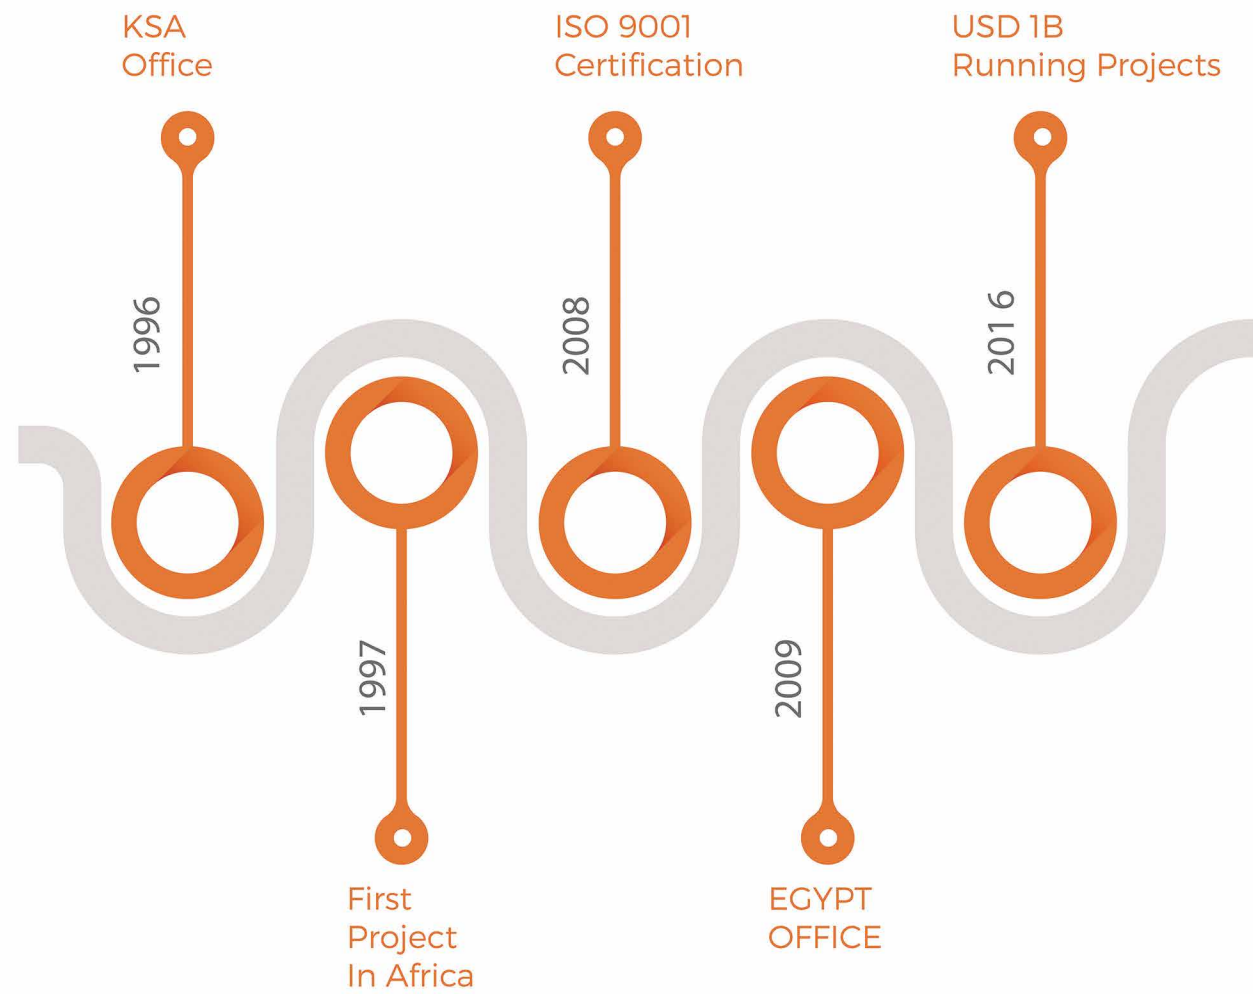 KSA
Office
1996
First
Project
In Africa
1997
ISO 9001
Certification
2008
EGYPT
OFFICE
2009
USD 1B
Running Projects
2016